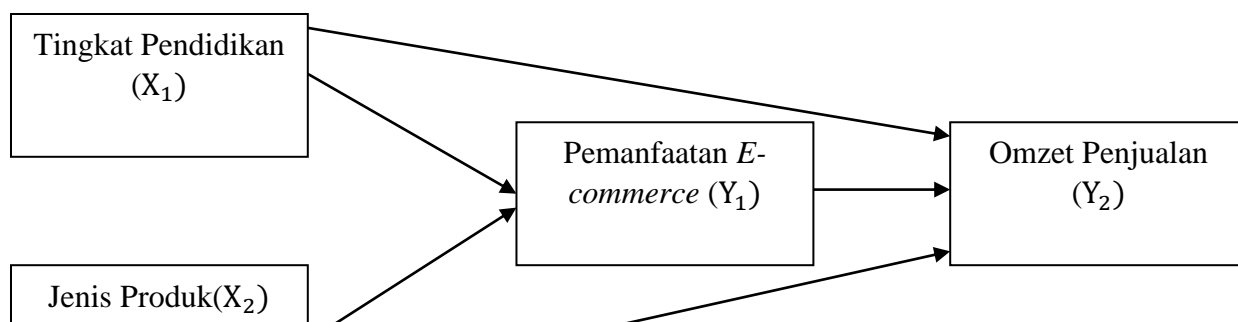 Tingkat Pendidikan
(X₁)
Pemanfaatan E-
commerce (Y₁)
Omzet Penjualan
(Y₂)
Jenis Produk(X₂)